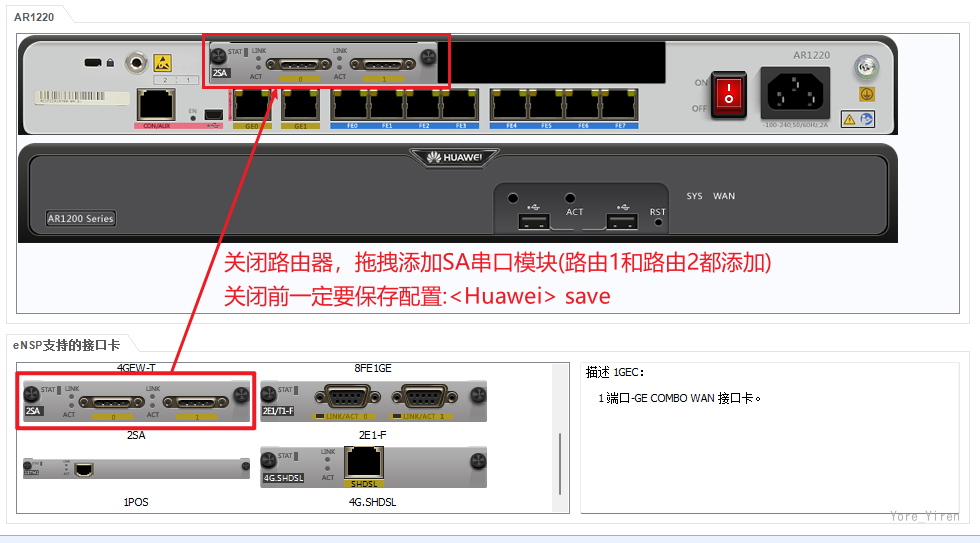 AR1220
STAT
LINK
LINK
AR1220
2SA
ACT
0
ACT
1
2 1
ON
OFF
EN
CON/AUX
GE0
GE1
FE0
FE1
FE2
FE3
FE4
FE5
FE6
FE7
~100-240;50/60Hz;2A
HUAWEI
SYS WAN
ACT
RST
AR1200 Series
关闭路由器，拖拽添加SA串口模块(路由1和路由2都添加)
关闭前一定要保存配置:<Huawei> save
eNSP支持的接口卡
4GEW-T
8FE1GE
描述 1GEC：
1端口-GE COMBO WAN 接口卡。
STAT
LINK
LINK
2SA
ACT
0
ACT
1
STAT
2E1/T1-F
LINK/ACT 0
LINK/ACT 1
2SA
2E1-F
STAT
LINK
4G.SHDSL
ACT
SHDSL
1POS
4G.SHDSL
Yore_Yiren